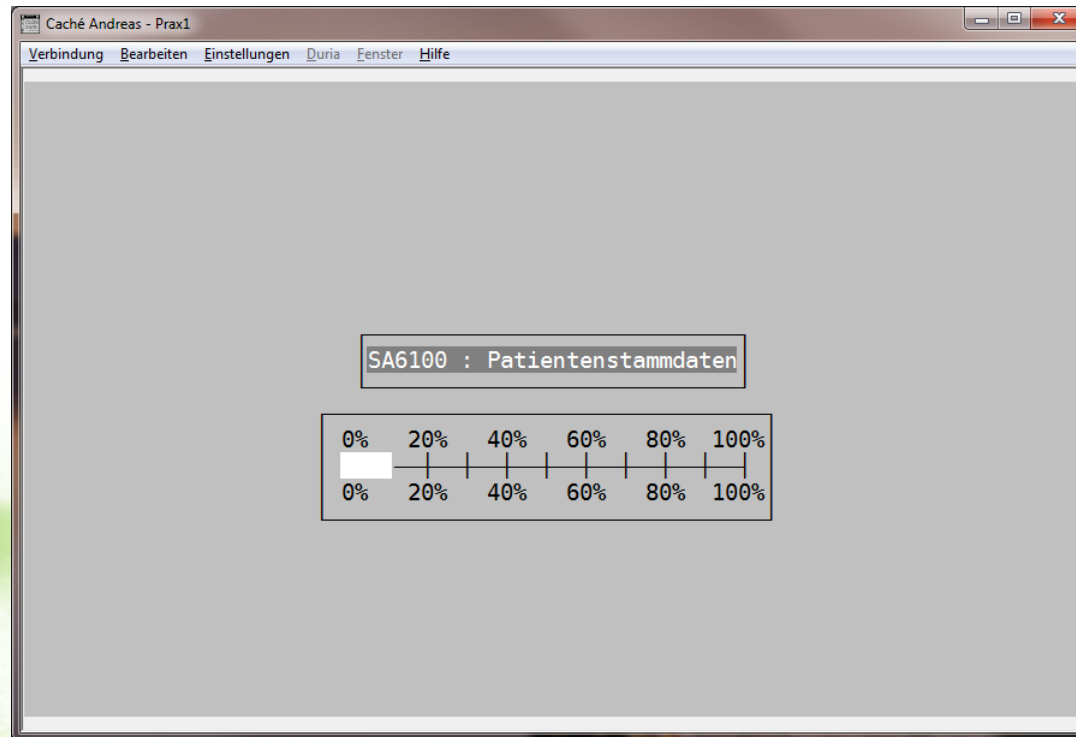 Caché Andreas - Prax1
Verbindung Bearbeiten Einstellungen Duria Fenster Hilfe
SA6100 : Patientenstammdaten
0% 20% 40% 60% 80% 100%
0% 20% 40% 60% 80% 100%